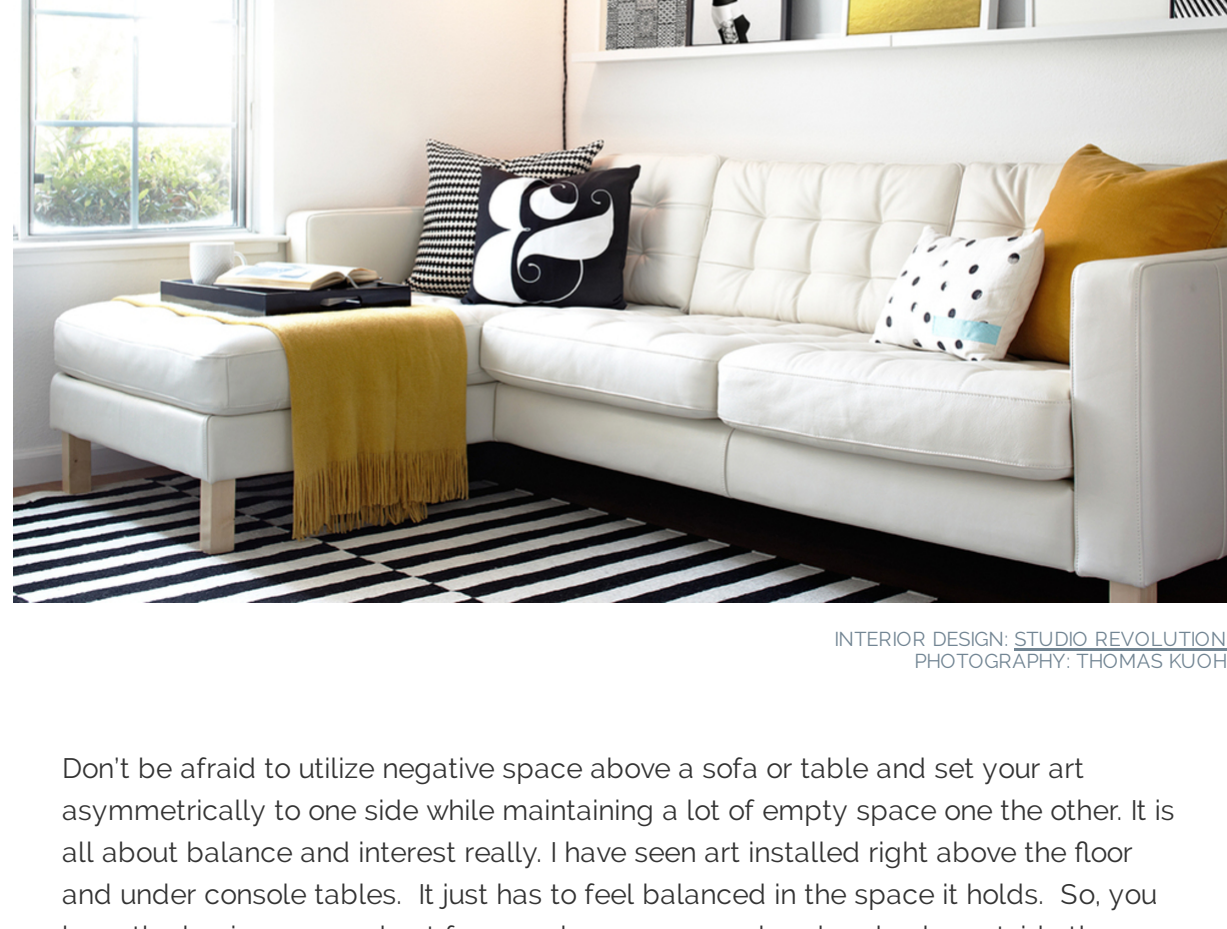 &
INTERIOR DESIGN: STUDIO REVOLUTION
PHOTOGRAPHY: THOMAS KUOH
Don't be afraid to utilize negative space above a sofa or table and set your art
asymmetrically to one side while maintaining a lot of empty space one the other. It is
all about balance and interest really. I have seen art installed right above the floor
and under console tables.  It just has to feel balanced in the space it holds.  So, you